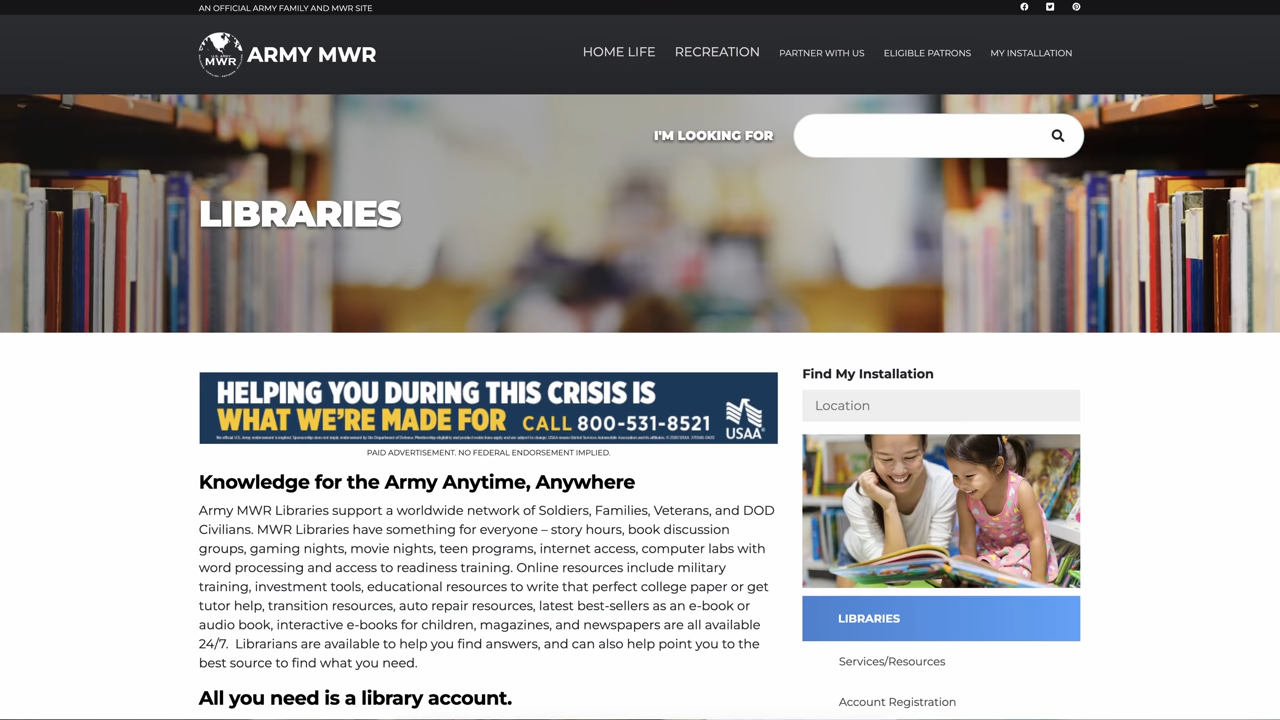 AN OFFICIAL ARMY FAMILY AND MWR SITE
MWR
ARMY MWR
HOME LIFE
RECREATION
PARTNER WITH US
ELIGIBLE PATRONS
MY INSTALLATION
I'M LOOKING FOR
LIBRARIES
HELPING YOU DURING THIS CRISIS IS
WHAT WE'RE MADE FOR CALL 800-531-8521
USAA®
PAID ADVERTISEMENT. NO FEDERAL ENDORSEMENT IMPLIED.
Knowledge for the Army Anytime, Anywhere
Army MWR Libraries support a worldwide network of Soldiers, Families, Veterans, and DOD
Civilians. MWR Libraries have something for everyone – story hours, book discussion
groups, gaming nights, movie nights, teen programs, internet access, computer labs with
word processing and access to readiness training. Online resources include military
training, investment tools, educational resources to write that perfect college paper or get
tutor help, transition resources, auto repair resources, latest best-sellers as an e-book or
audio book, interactive e-books for children, magazines, and newspapers are all available
24/7.  Librarians are available to help you find answers, and can also help point you to the
best source to find what you need.
All you need is a library account.
Find My Installation
Location
LIBRARIES
Services/Resources
Account Registration